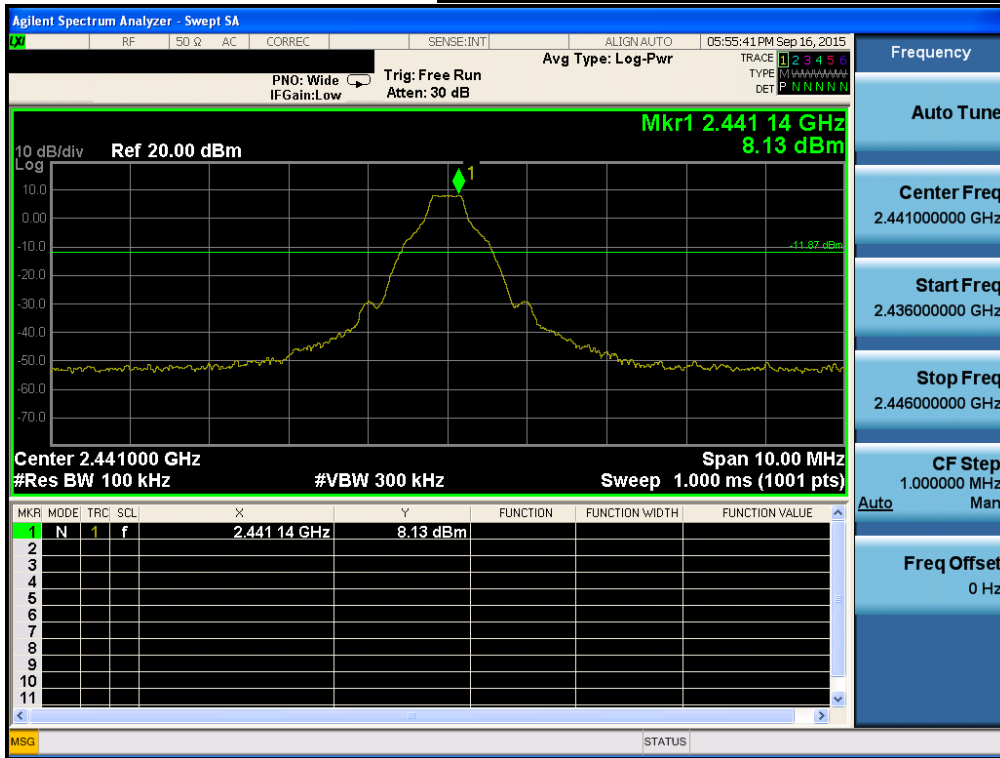 Agilent Spectrum Analyzer - Swept SA
LXI RF 50 Ω AC CORREC SENSE:INT ALIGN AUTO 05:55:41 PM Sep 16, 2015
Frequency
PNO: Wide
IFGain:Low
Trig: Free Run
Atten: 30 dB
Avg Type: Log-Pwr
TRACE 1 2 3 4 5 6
TYPE M
DET P N N N N N
Auto Tune
Mkr1 2.441 14 GHz
8.13 dBm
10 dB/div Ref 20.00 dBm
Log
1
10.0
0.00
-10.0
-11.87 dBm
-20.0
-30.0
-40.0
-50.0
-60.0
-70.0
Center 2.441000 GHz Span 10.00 MHz
#Res BW 100 kHz #VBW 300 kHz Sweep 1.000 ms (1001 pts)
Center Freq
2.441000000 GHz
Start Freq
2.436000000 GHz
Stop Freq
2.446000000 GHz
CF Step
1.000000 MHz
Auto Man
Freq Offset
0 Hz
MKR MODE TRC SCL X Y FUNCTION FUNCTION WIDTH FUNCTION VALUE
1 N 1 f 2.441 14 GHz 8.13 dBm
2
3
4
5
6
7
8
9
10
11
MSG STATUS